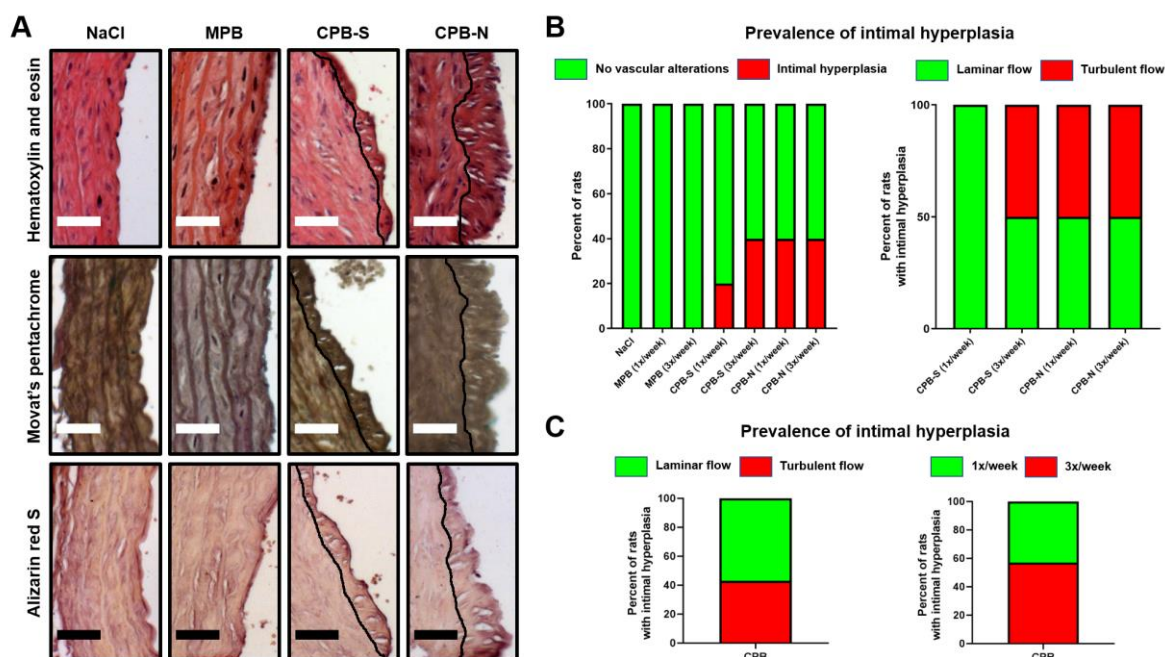 A
NaCl
MPB
CPB-S
CPB-N
Hematoxylin and eosin
Movat's pentachrome
Alizarin red S
B
Prevalence of intimal hyperplasia
No vascular alterations
Intimal hyperplasia
Laminar flow
Turbulent flow
Percent of rats
100
80
60
40
20
0
NaCl
MPB (1x/week)
MPB (3x/week)
CPB-S (1x/week)
CPB-S (3x/week)
CPB-N (1x/week)
CPB-N (3x/week)
Percent of rats
with intimal hyperplasia
100
50
0
CPB-S (1x/week)
CPB-S (3x/week)
CPB-N (1x/week)
CPB-N (3x/week)
C
Prevalence of intimal hyperplasia
Laminar flow
Turbulent flow
1x/week
3x/week
Percent of rats
with intimal hyperplasia
100
80
60
40
20
0
CPB
Percent of rats
with intimal hyperplasia
100
80
60
40
20
0
CPB